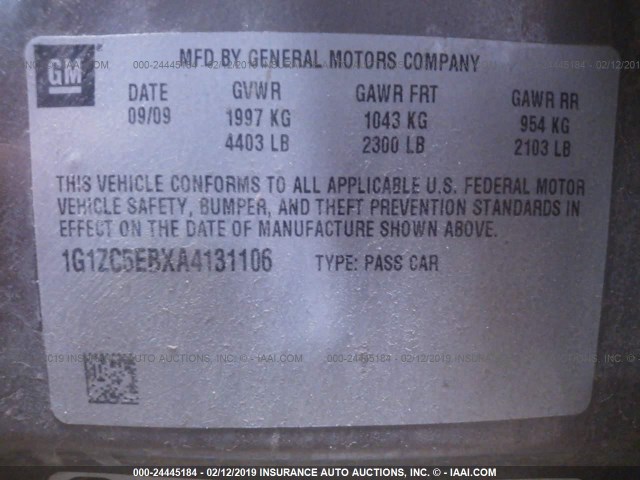 GM
MFD BY GENERAL MOTORS COMPANY
DATE GVWR GAWR FRT GAWR RR
09/09 1997 KG 1043 KG 954 KG
4403 LB 2300 LB 2103 LB
THIS VEHICLE CONFORMS TO ALL APPLICABLE U.S. FEDERAL MOTOR
VEHICLE SAFETY, BUMPER, AND THEFT PREVENTION STANDARDS IN
EFFECT ON THE DATE OF MANUFACTURE SHOWN ABOVE.
1G1ZC5EBXA4131106 TYPE: PASS CAR
000-24445184 - 02/12/2019 INSURANCE AUTO AUCTIONS, INC. - © - IAAI.COM